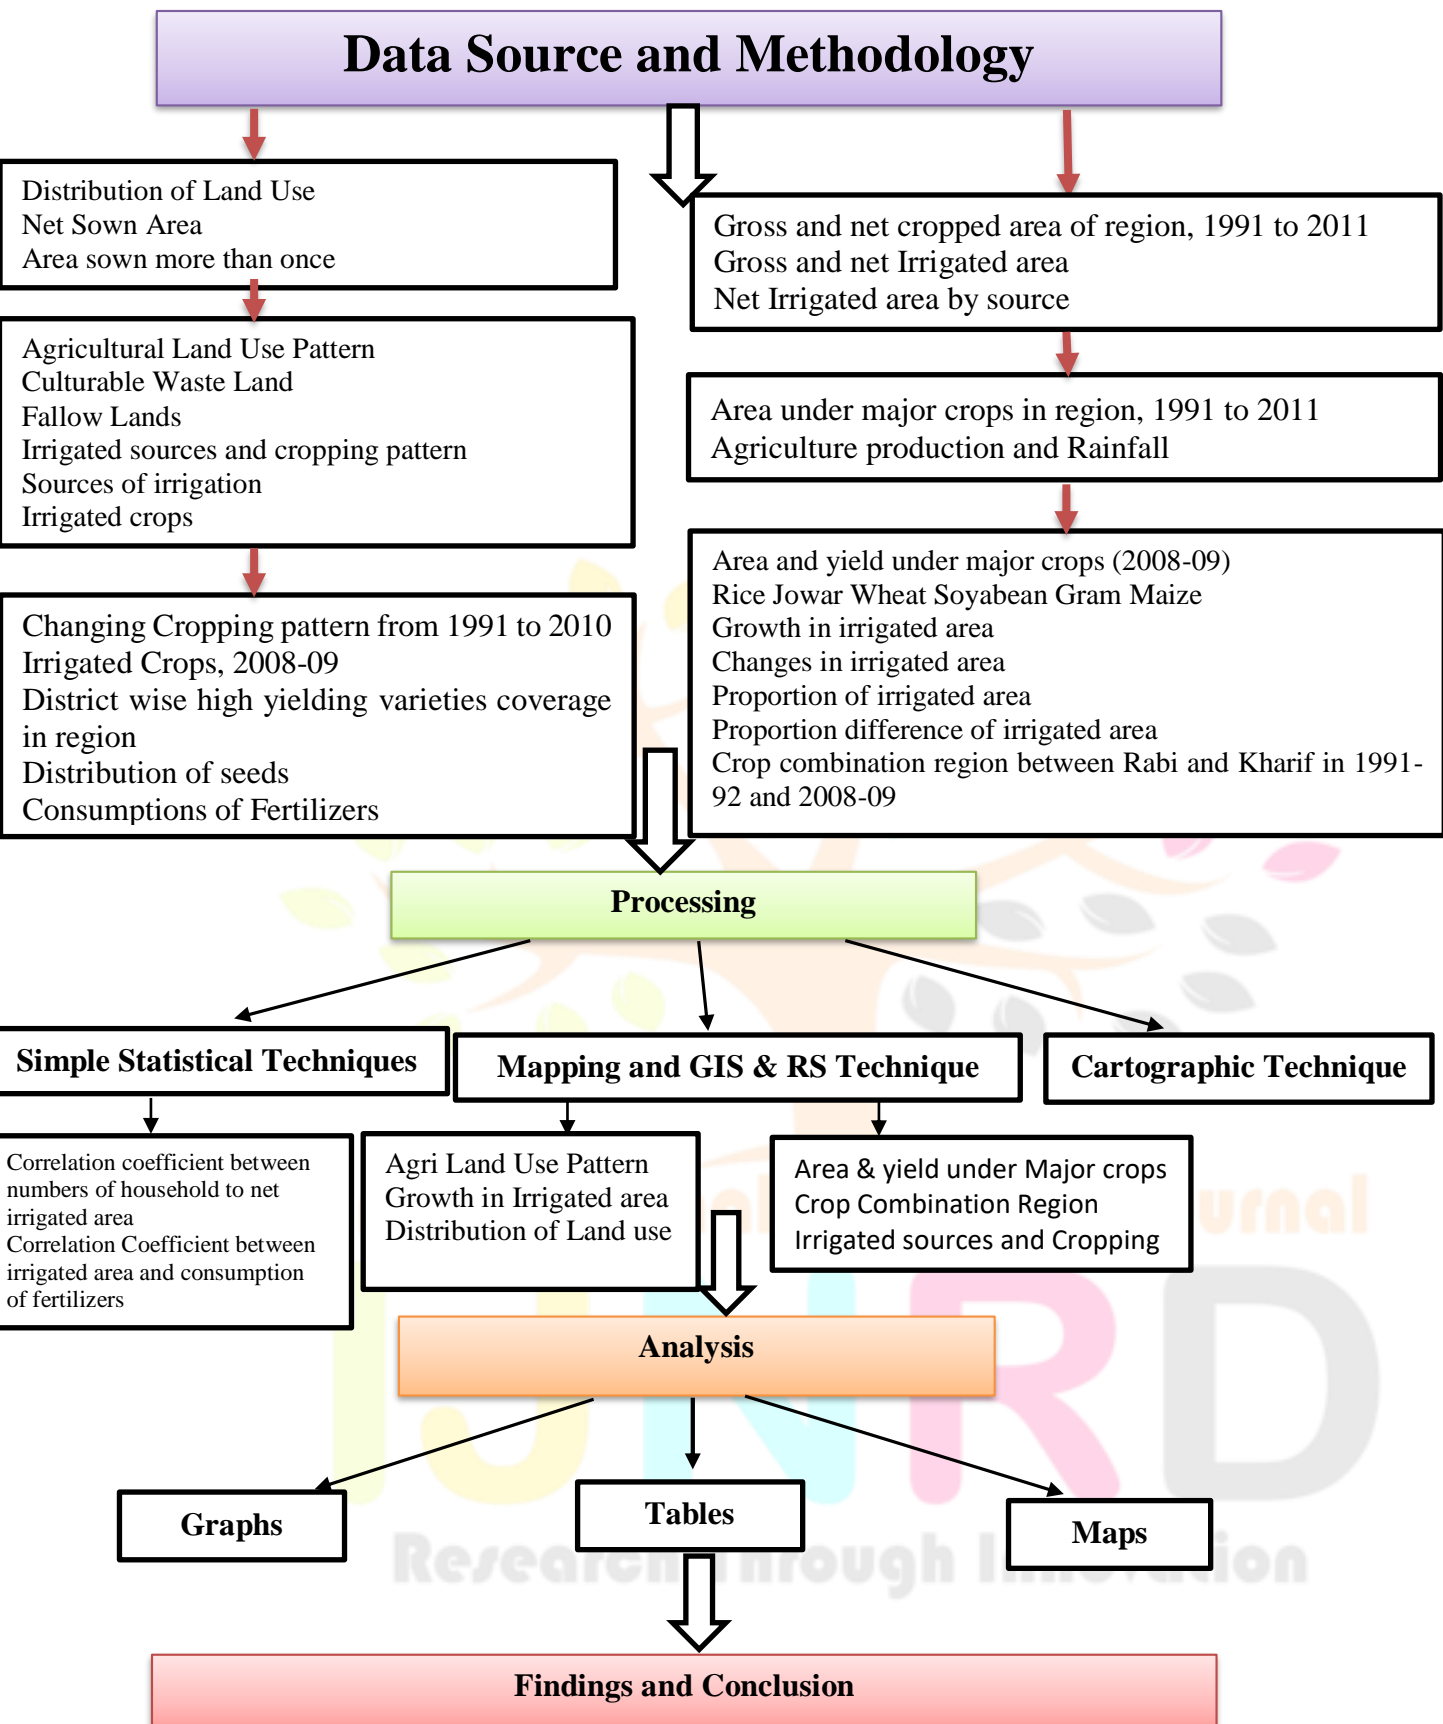 Data Source and Methodology
Distribution of Land Use
Net Sown Area
Area sown more than once
Gross and net cropped area of region, 1991 to 2011
Gross and net Irrigated area
Net Irrigated area by source
Agricultural Land Use Pattern
Culturable Waste Land
Fallow Lands
Irrigated sources and cropping pattern
Sources of irrigation
Irrigated crops
Area under major crops in region, 1991 to 2011
Agriculture production and Rainfall
Changing Cropping pattern from 1991 to 2010
Irrigated Crops, 2008-09
District wise high yielding varieties coverage
in region
Distribution of seeds
Consumptions of Fertilizers
Area and yield under major crops (2008-09)
Rice Jowar Wheat Soyabean Gram Maize
Growth in irrigated area
Changes in irrigated area
Proportion of irrigated area
Proportion difference of irrigated area
Crop combination region between Rabi and Kharif in 1991-
92 and 2008-09
Processing
Simple Statistical Techniques
Mapping and GIS & RS Technique
Cartographic Technique
Correlation coefficient between
numbers of household to net
irrigated area
Correlation Coefficient between
irrigated area and consumption
of fertilizers
Agri Land Use Pattern
Growth in Irrigated area
Distribution of Land use
Area & yield under Major crops
Crop Combination Region
Irrigated sources and Cropping
Analysis
IJNRD
Graphs
Tables
Maps
Research Through
Findings and Conclusion